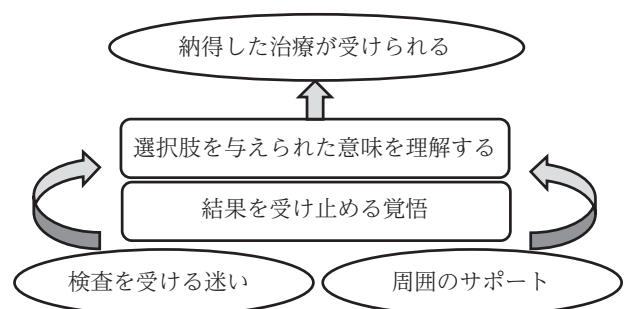 納得した治療が受けられる
選択肢を与えられた意味を理解する
結果を受け止める覚悟
検査を受ける迷い
周囲のサポート